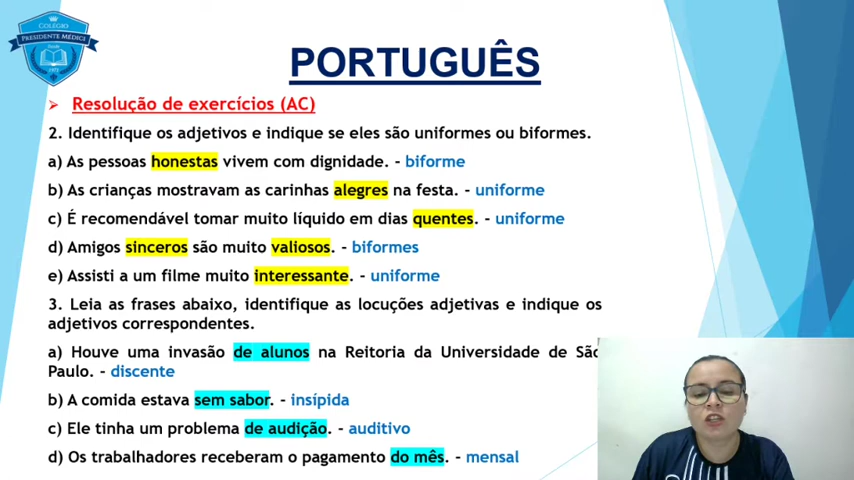 COLÉGIO
PRESIDENTE MÉDICI
PORTUGUÊS
➢ Resolução de exercícios (AC)
2. Identifique os adjetivos e indique se eles são uniformes ou biformes.
a) As pessoas honestas vivem com dignidade. - biforme
b) As crianças mostravam as carinhas alegres na festa. - uniforme
c) É recomendável tomar muito líquido em dias quentes. - uniforme
d) Amigos sinceros são muito valiosos. - biformes
e) Assisti a um filme muito interessante. - uniforme
3. Leia as frases abaixo, identifique as locuções adjetivas e indique os
adjetivos correspondentes.
a) Houve uma invasão de alunos na Reitoria da Universidade de São
Paulo. - discente
b) A comida estava sem sabor. - insípida
c) Ele tinha um problema de audição. - auditivo
d) Os trabalhadores receberam o pagamento do mês. - mensal